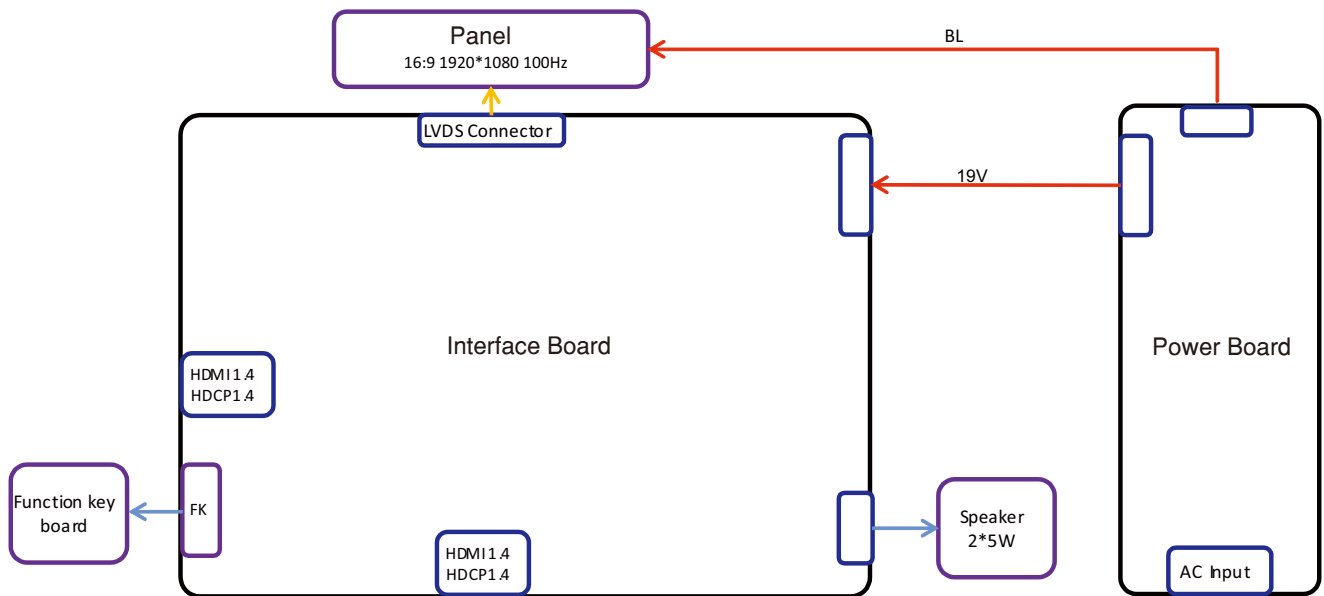 Panel
16:9 1920*1080 100Hz
BL
LVDS Connector
19V
Interface Board
Power Board
HDMI1.4
HDCP1.4
Function key
board
FK
Speaker
2*5W
HDMI1.4
HDCP1.4
AC Input